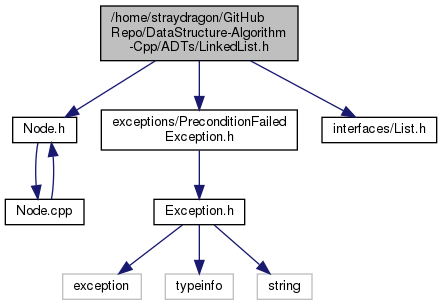 /home/straydragon/GitHub
Repo/DataStructure-Algorithm
-Cpp/ADTs/LinkedList.h
Node.h
exceptions/PreconditionFailed
Exception.h
interfaces/List.h
Node.cpp
Exception.h
exception
typeinfo
string